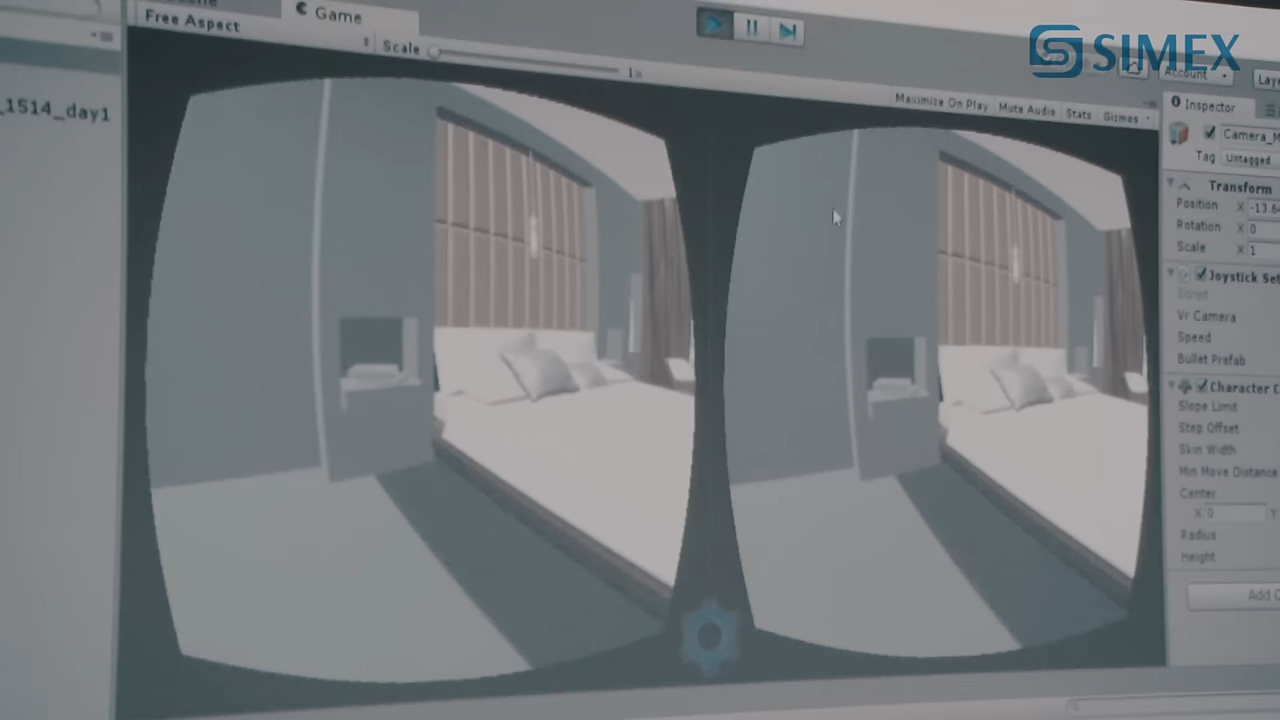 Game
Free Aspect
Scale
1x
SIMEX
Account
Maximize On Play
Mute Audio
Stats
Gizmos
_1514_day1
Inspector
Tag
Untagged
Transform
Position
X
Rotation
X 0
Scale
X 1
Joystick
Script
Vr Camera
Speed
Bullet Prefab
Character
Slope Limit
Step Offset
Skin Width
Min Move Distance
Center
X 0
Radius
Height
Add